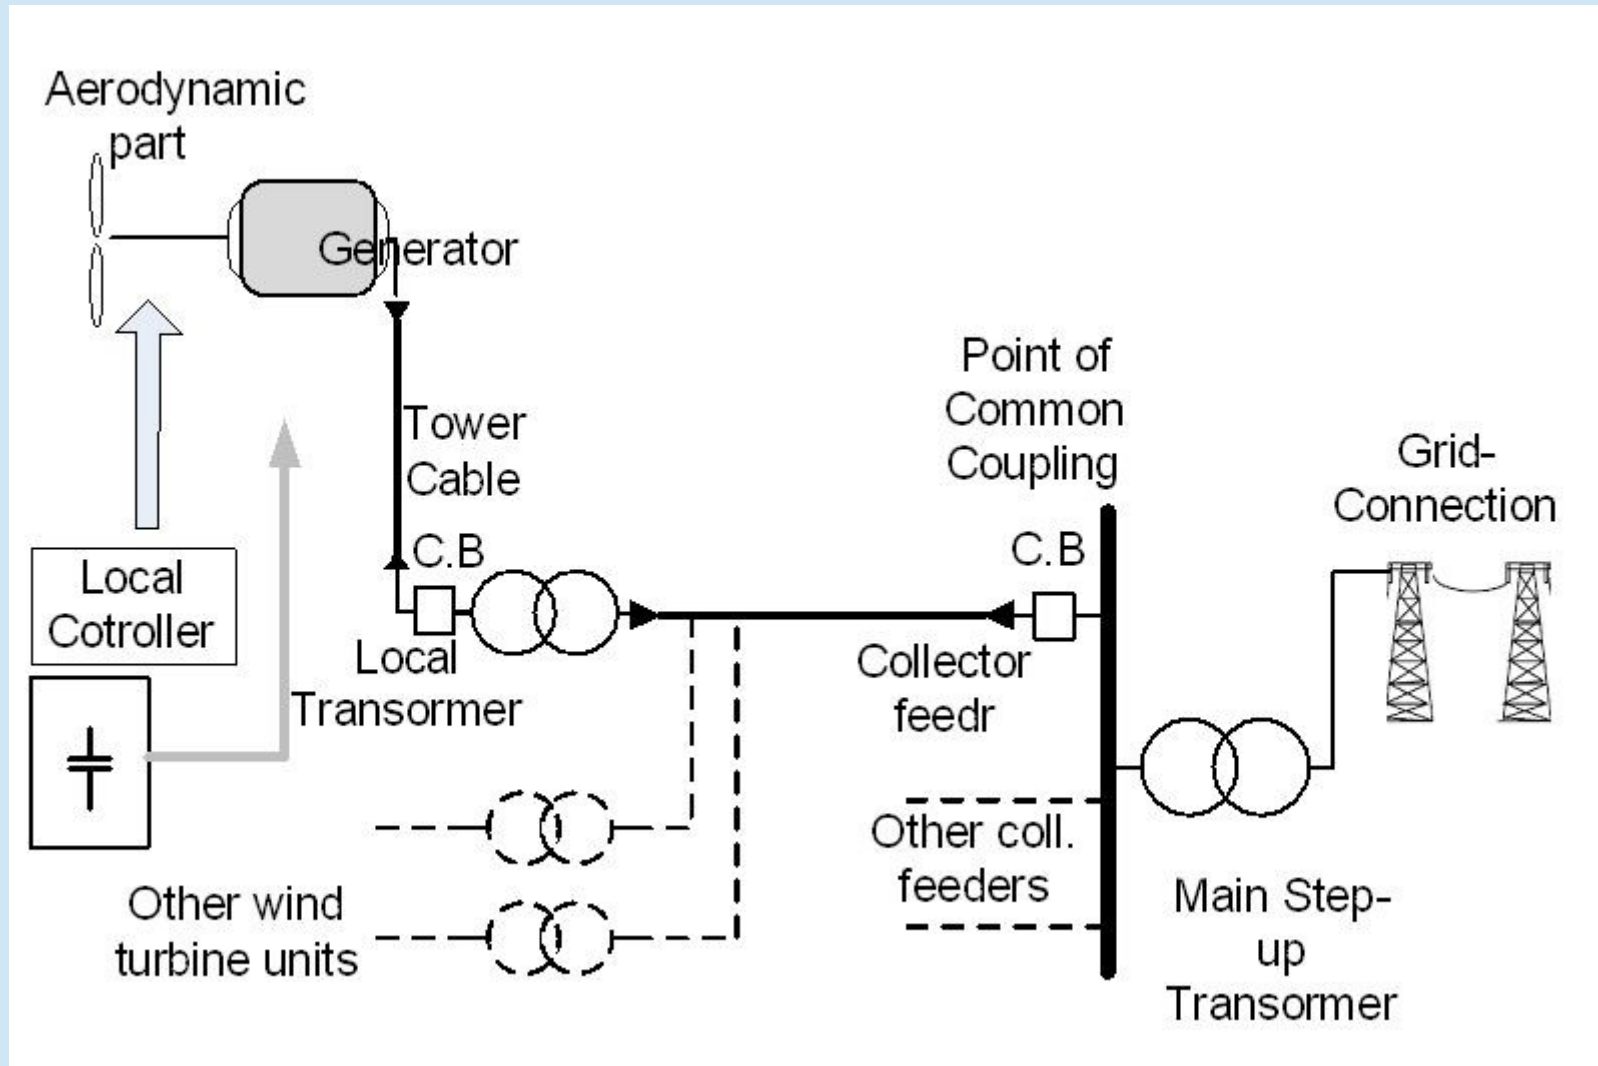 Aerodynamic
part
Generator
Tower
Cable
C.B
Local
Cotroller
Local
Transormer
Other wind
turbine units
Point of
Common
Coupling
C.B
Collector
feedr
Other coll.
feeders
Grid-
Connection
Main Step-
up
Transormer